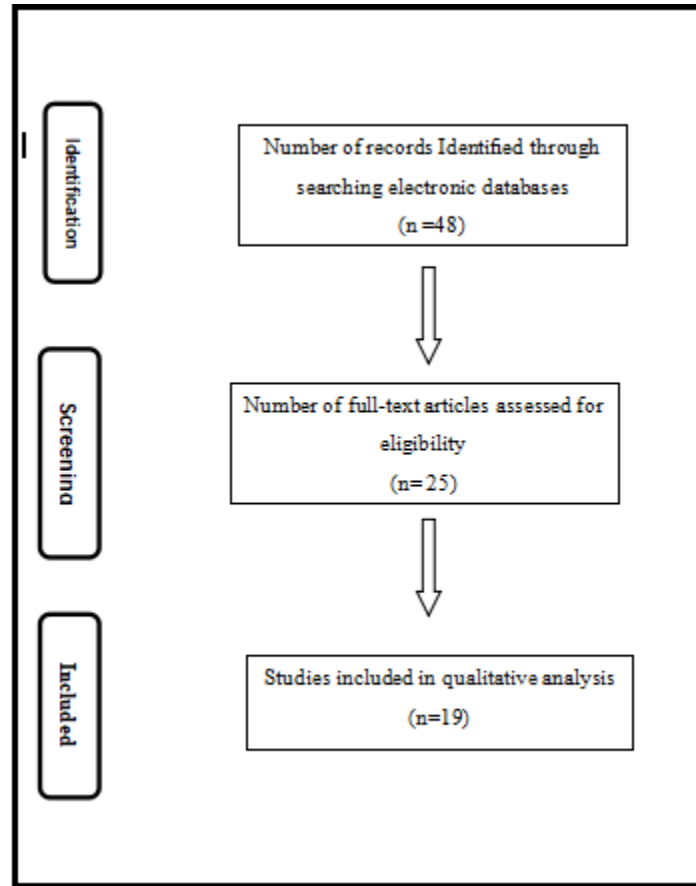 Identification
Number of records Identified through
searching electronic databases
(n =48)
Screening
Number of full-text articles assessed for
eligibility
(n=25)
Included
Studies included in qualitative analysis
(n=19)